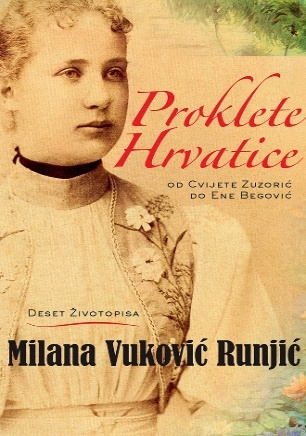 Proklete
Hrvatice
od Cvijete Zuzorić
do Ene Begović
Deset Životopisa
Milana Vuković Runjić